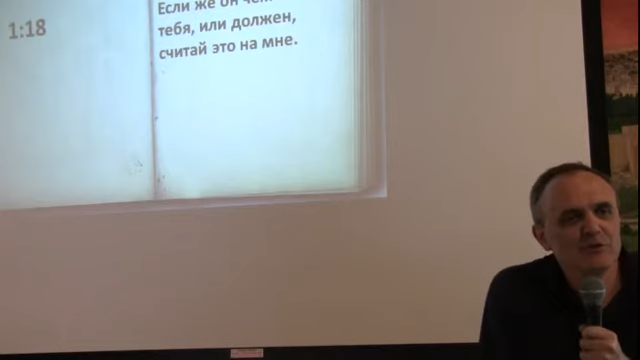 1:18
Если же он
тебя, или должен,
считай это на мне.